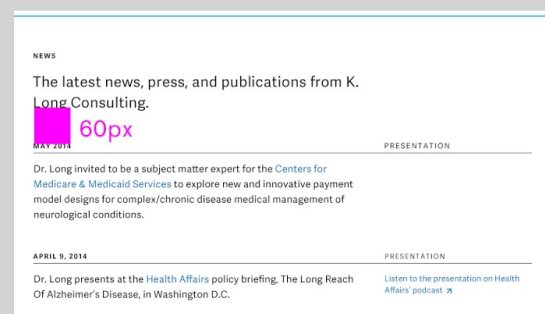 NEWS
The latest news, press, and publications from K.
Long Consulting.
60px
MAY 2014
PRESENTATION
Dr. Long invited to be a subject matter expert for the Centers for
Medicare & Medicaid Services to explore new and innovative payment
model designs for complex/chronic disease medical management of
neurological conditions.
APRIL 9, 2014
PRESENTATION
Dr. Long presents at the Health Affairs policy briefing, The Long Reach
Of Alzheimer's Disease, in Washington D.C.
Listen to the presentation on Health
Affairs' podcast ↗